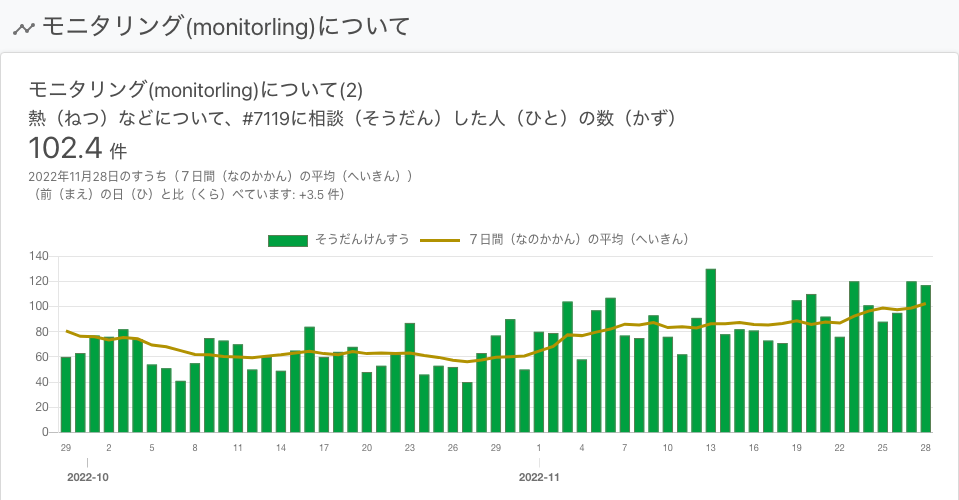 モニタリング(monitorling)について
モニタリング(monitorling)について(2)
熱（ねつ）などについて、#7119に相談（そうだん）した人（ひと）の数（かず）
102.4 件
2022年11月28日のすうち（７日間（なのかかん）の平均（へいきん））
（前（まえ）の日（ひ）と比（くら）べています: +3.5 件）
そうだんけんすう ７日間（なのかかん）の平均（へいきん）
140
120
100
80
60
40
20
0
29 2 5 8 11 14 17 20 23 26 29 1 4 7 10 13 16 19 22 25 28
2022-10 2022-11